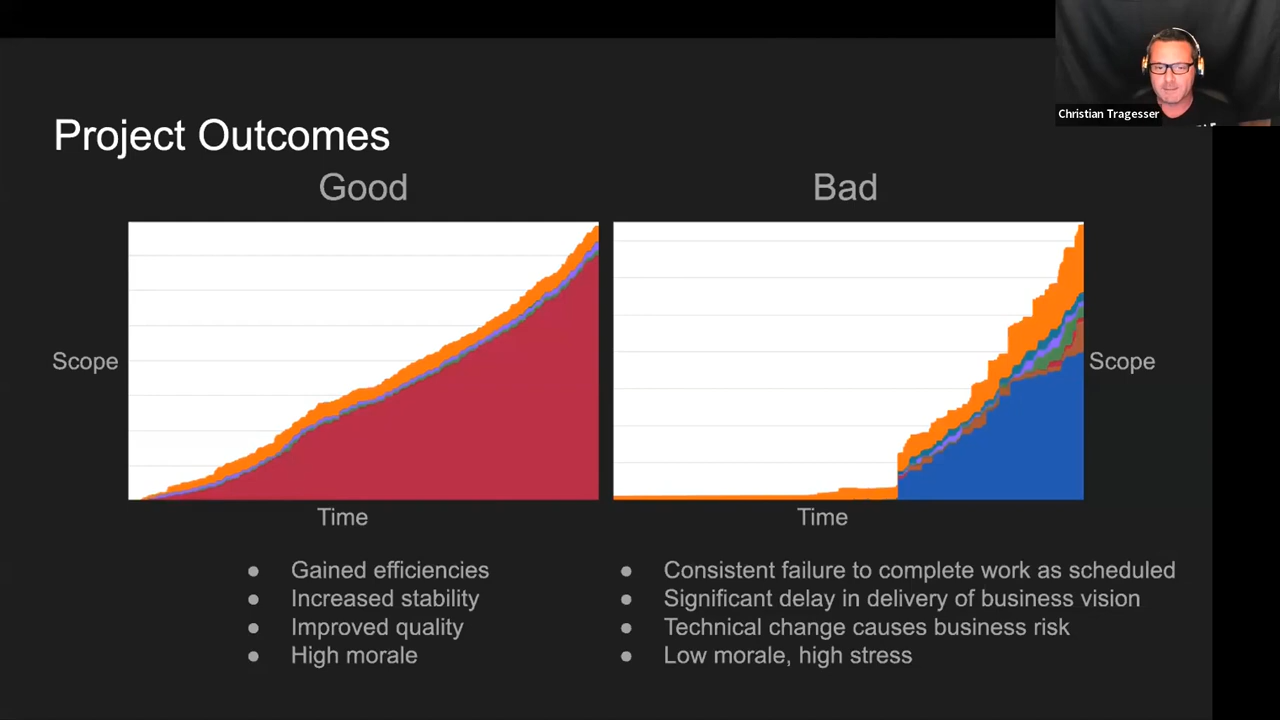 Christian Tragesser
Project Outcomes
Good
Bad
Scope
Scope
Time
Time
● Gained efficiencies
● Increased stability
● Improved quality
● High morale
● Consistent failure to complete work as scheduled
● Significant delay in delivery of business vision
● Technical change causes business risk
● Low morale, high stress